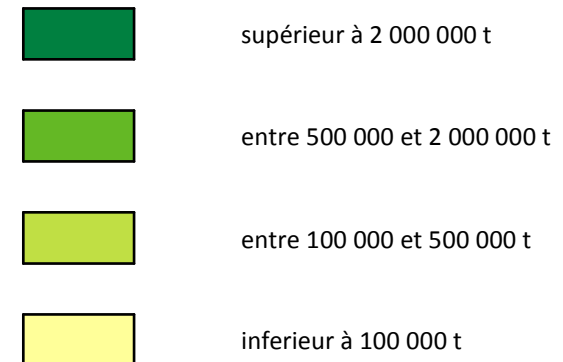 supérieur à 2 000 000 t
entre 500 000 et 2 000 000 t
entre 100 000 et 500 000 t
inferieur à 100 000 t